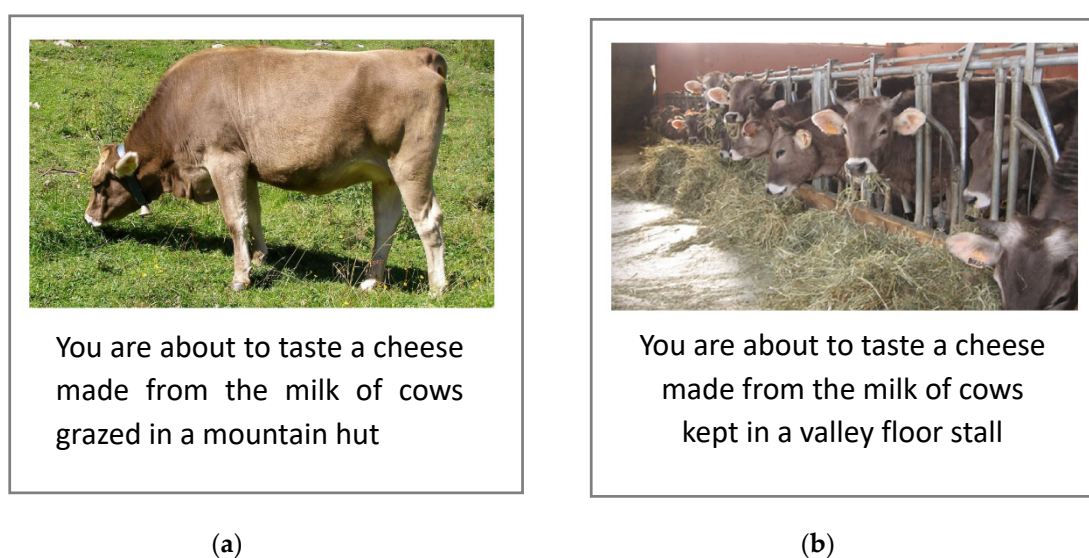 You are about to taste a cheese
made from the milk of cows
grazed in a mountain hut
You are about to taste a cheese
made from the milk of cows
kept in a valley floor stall
(a)
(b)